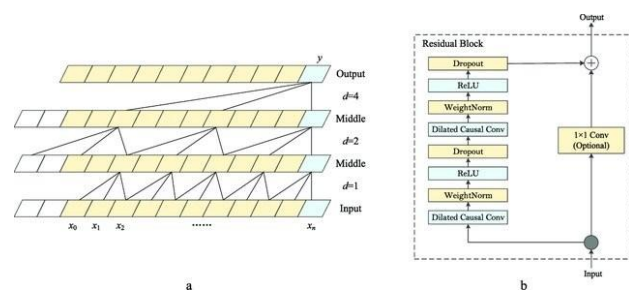 y
Output
d=4
Middle
d=2
Middle
d=1
Input
x0 x1 x2 ...... xn
a
Output
Residual Block
Dropout
+
ReLU
WeightNorm
Dilated Causal Conv
1×1 Conv
(Optional)
Dropout
ReLU
WeightNorm
Dilated Causal Conv
Input
b